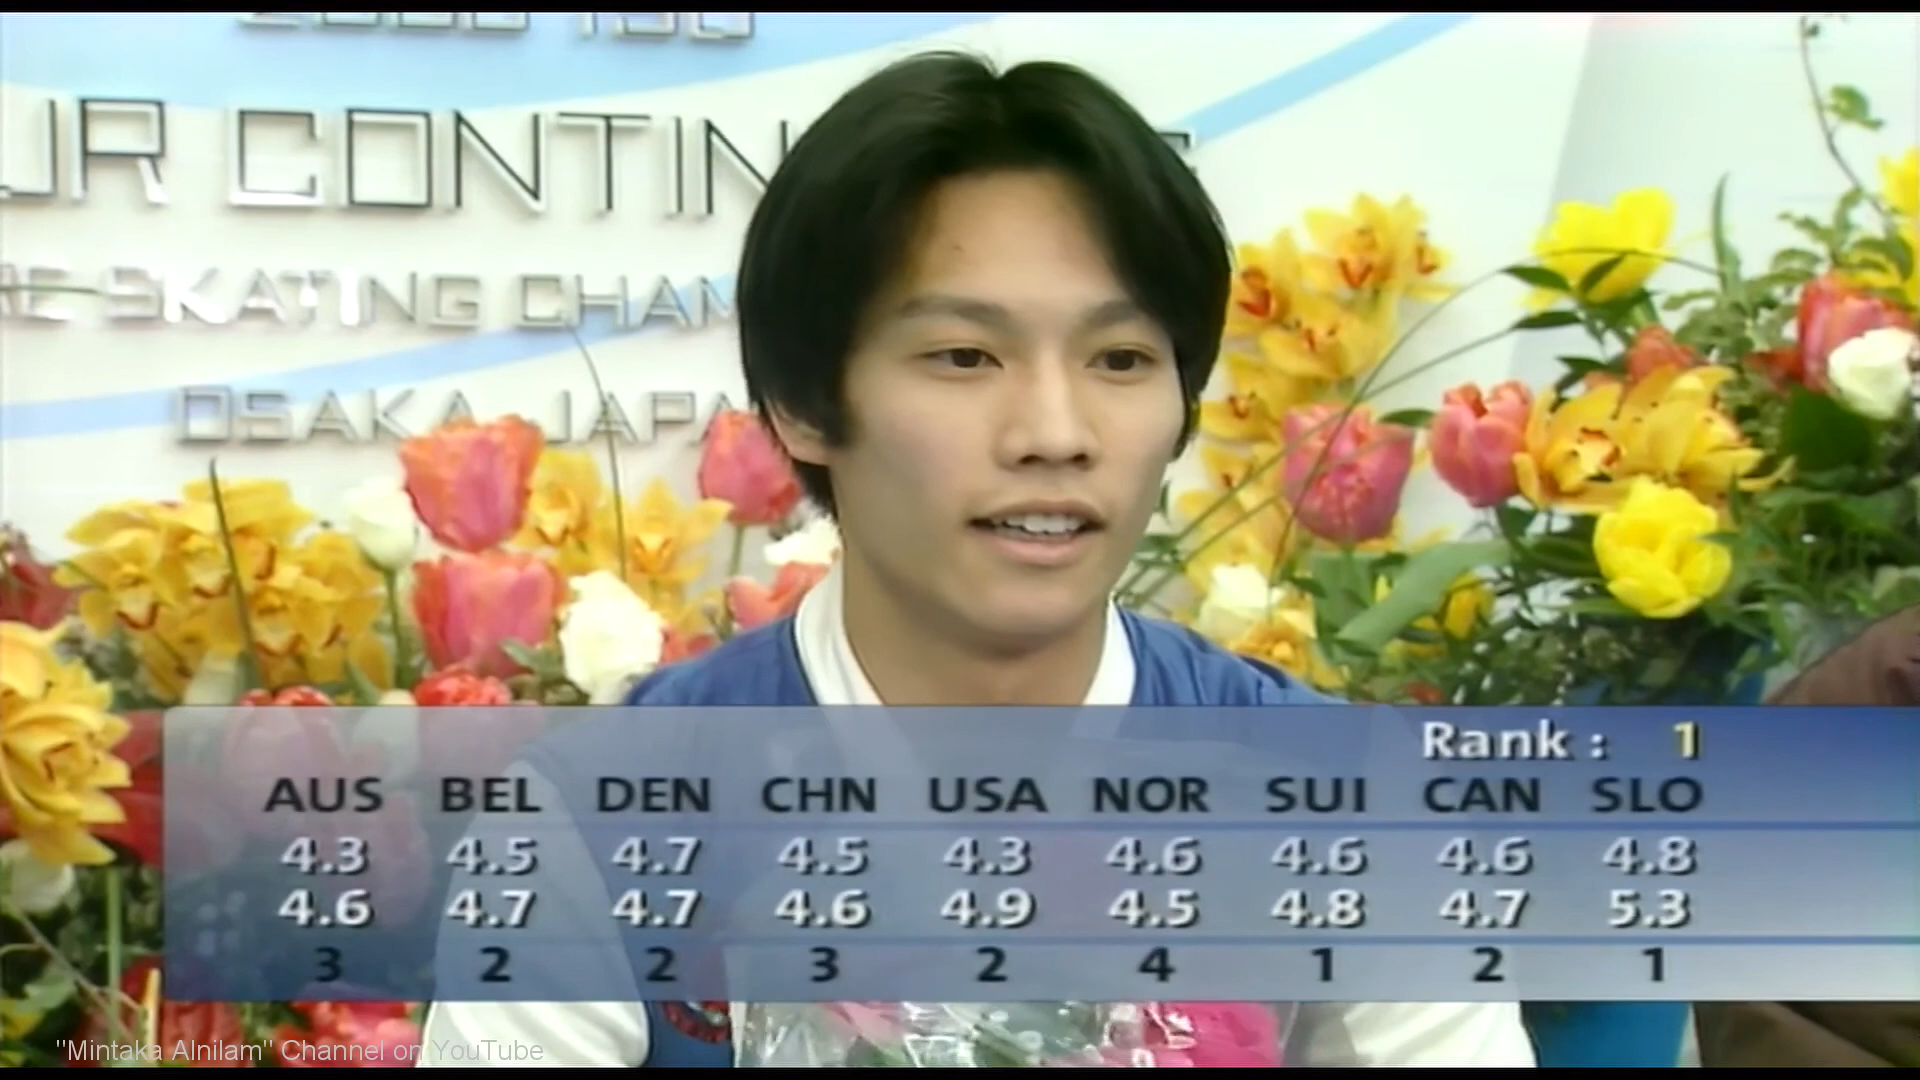 2000 ISU
UR CONTIN
E SKATING CHAM
OSAKA, JAPA
Rank : 1
AUS BEL DEN CHN USA NOR SUI CAN SLO
4.3 4.5 4.7 4.5 4.3 4.6 4.6 4.6 4.8
4.6 4.7 4.7 4.6 4.9 4.5 4.8 4.7 5.3
3 2 2 3 2 4 1 2 1
"Mintaka Alnilam" Channel on YouTube